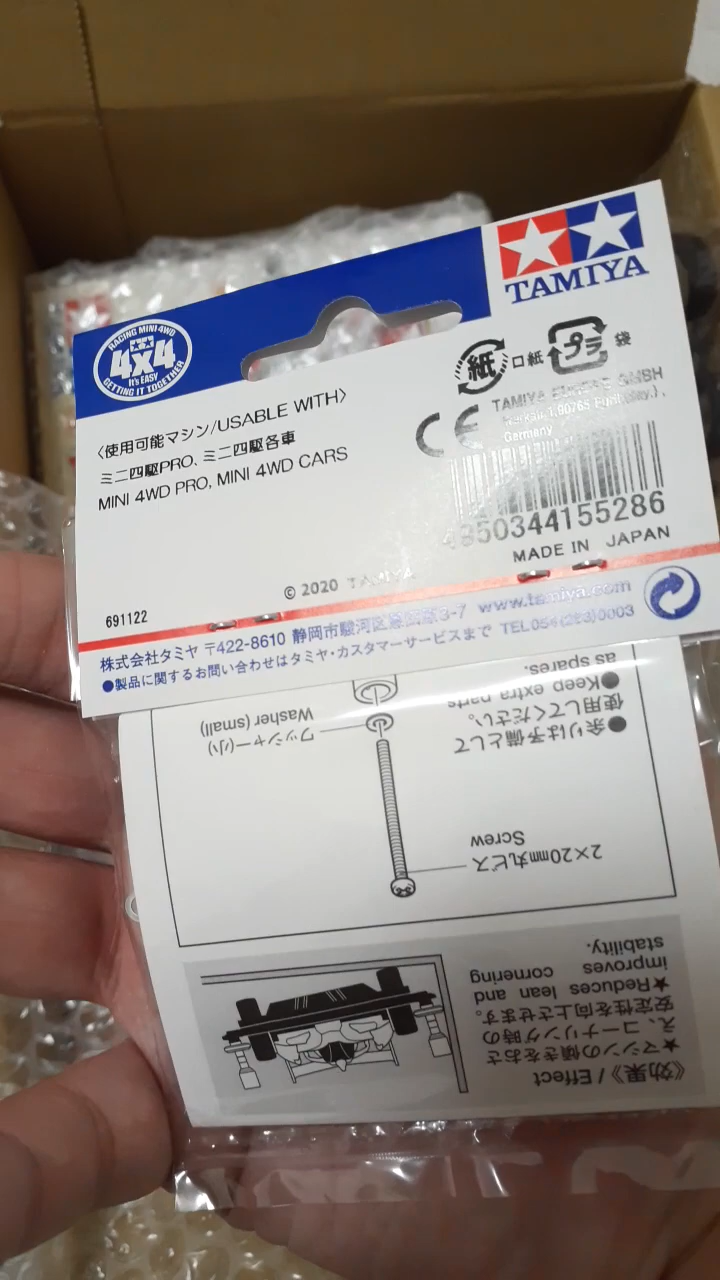 TAMIYA
RACING MINI 4WD
4x4
It's EASY
GETTING IT TOGETHER
紙 口紙 プラ 袋
〈使用可能マシン/USABLE WITH〉
ミニ四駆PRO、ミニ四駆各車
MINI 4WD PRO, MINI 4WD CARS
CE
TAMIYA EUROPE GMBH
Germany
4950344155286
MADE IN JAPAN
© 2020 TAMIYA
691122
株式会社タミヤ 〒422-8610 静岡市駿河区恩田原3-7 www.tamiya.com
●製品に関するお問い合わせはタミヤ・カスタマーサービスまで TEL054(283)0003
《効果》/ Effect
★マシンのの傾きをおさ
え、コーナリング時の
安定性を向上させます。
★Reduces lean and
improves cornering
stability.
2×20mm丸ビス
Screw
ワッシャー(小)
Washer (small)
●余りは予備として
使用してください。
●Keep extra parts
as spares.